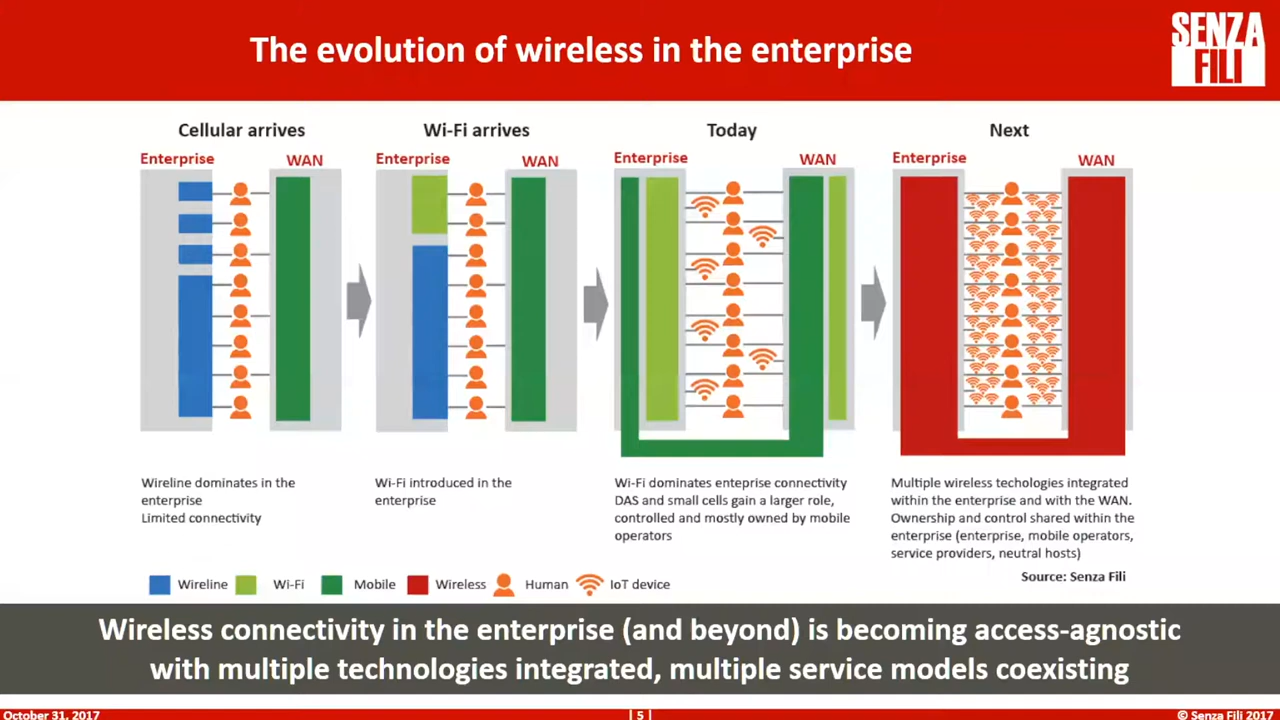 The evolution of wireless in the enterprise
SENZA
FILI
Cellular arrives
Wi-Fi arrives
Today
Next
Enterprise
WAN
Enterprise
WAN
Enterprise
WAN
Enterprise
WAN
Wireline dominates in the
enterprise
Limited connectivity
Wi-Fi introduced in the
enterprise
Wi-Fi dominates enteprise connectivity
DAS and small cells gain a larger role,
controlled and mostly owned by mobile
operators
Multiple wireless techologies integrated
within the enterprise and with the WAN.
Ownership and control shared within the
enterprise (enterprise, mobile operators,
service providers, neutral hosts)
Source: Senza Fili
Wireline
Wi-Fi
Mobile
Wireless
Human
IoT device
Wireless connectivity in the enterprise (and beyond) is becoming access-agnostic
with multiple technologies integrated, multiple service models coexisting
October 31, 2017
| 5 |
© Senza Fili 2017